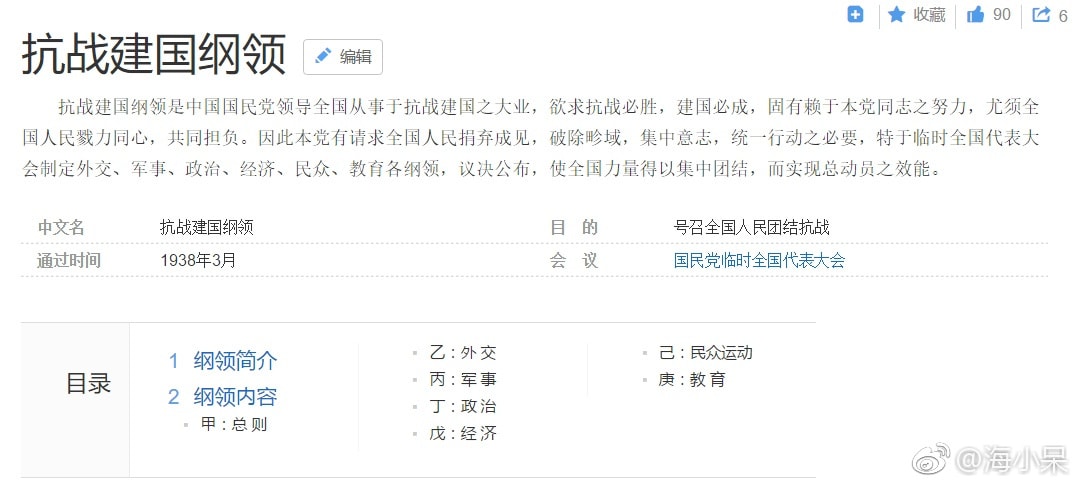 收藏 90 6
抗战建国纲领 编辑
抗战建国纲领是中国国民党领导全国从事于抗战建国之大业，欲求抗战必胜，建国必成，固有赖于本党同志之努力，尤须全
国人民戮力同心，共同担负。因此本党有请求全国人民捐弃成见，破除畛域，集中意志，统一行动之必要，特于临时全国代表大
会制定外交、军事、政治、经济、民众、教育各纲领，议决公布，使全国力量得以集中团结，而实现总动员之效能。
中文名 抗战建国纲领 目 的 号召全国人民团结抗战
通过时间 1938年3月 会 议 国民党临时全国代表大会
目录
1 纲领简介
2 纲领内容
甲：总则
乙：外交
丙：军事
丁：政治
戊：经济
己：民众运动
庚：教育
@海小呆